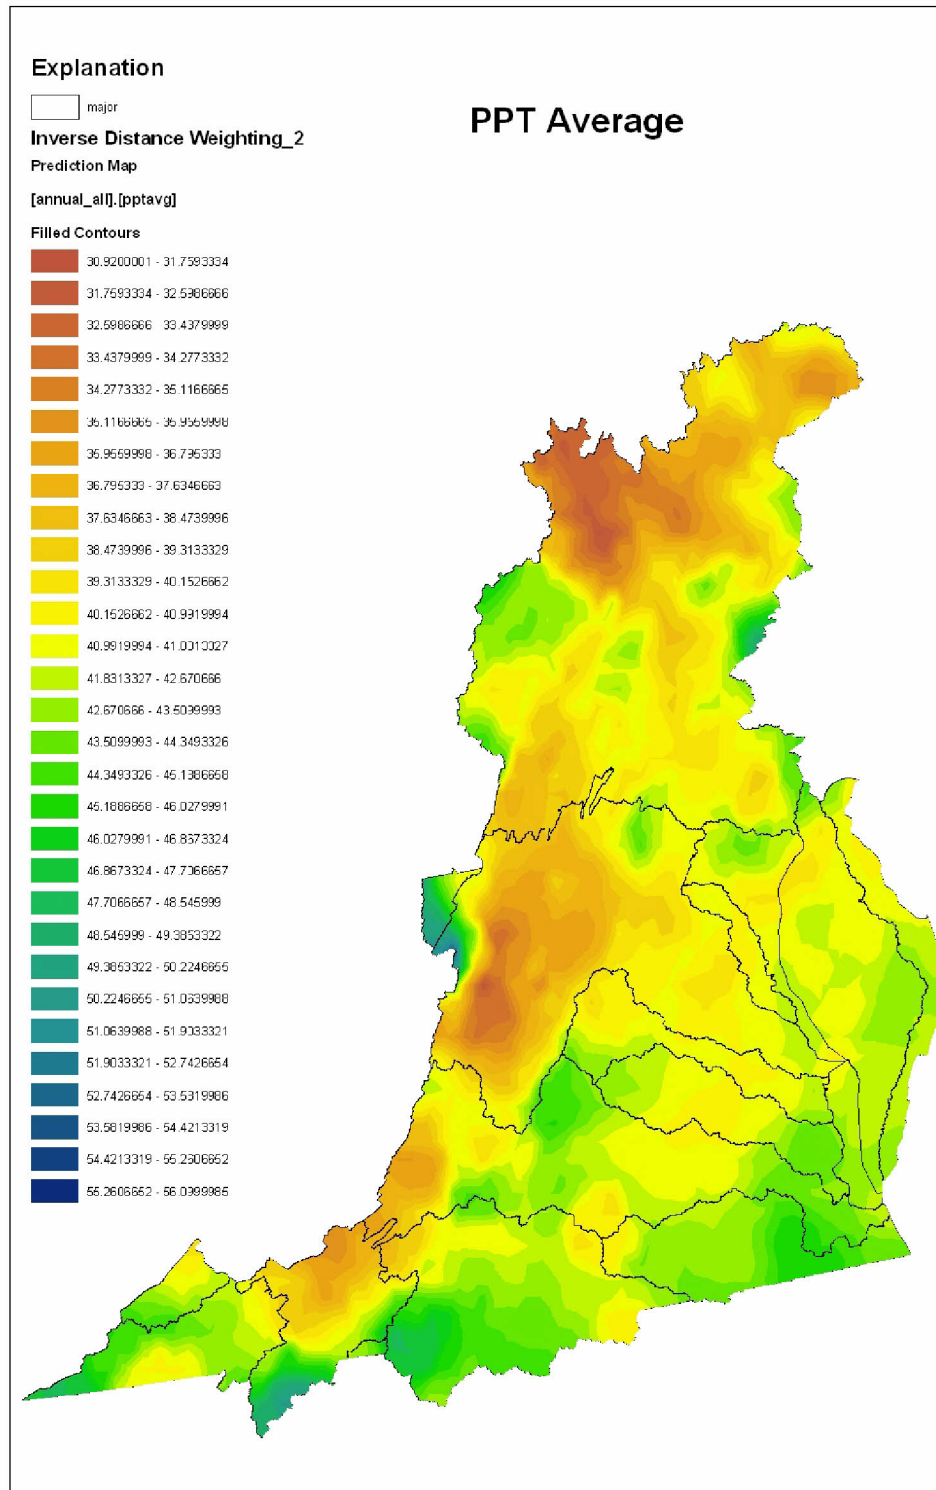 Explanation
PPT Average
major
Inverse Distance Weighting_2
Prediction Map
[annual_all].[pptavg]
Filled Contours
30.9200001 - 31.7593334
31.7593334 - 32.5986666
32.5986666 - 33.4379999
33.4379999 - 34.2773332
34.2773332 - 35.1166665
35.1166665 - 35.9559998
35.9559998 - 36.795333
36.795333 - 37.6346663
37.6346663 - 38.4739996
38.4739996 - 39.3133329
39.3133329 - 40.1526662
40.1526662 - 40.9919994
40.9919994 - 41.8313327
41.8313327 - 42.670666
42.670666 - 43.5099993
43.5099993 - 44.3493326
44.3493326 - 45.1886658
45.1886658 - 46.0279991
46.0279991 - 46.8673324
46.8673324 - 47.7066657
47.7066657 - 48.545999
48.545999 - 49.3853322
49.3853322 - 50.2246655
50.2246655 - 51.0639988
51.0639988 - 51.9033321
51.9033321 - 52.7426654
52.7426654 - 53.5819986
53.5819986 - 54.4213319
54.4213319 - 55.2606652
55.2606652 - 56.0999985